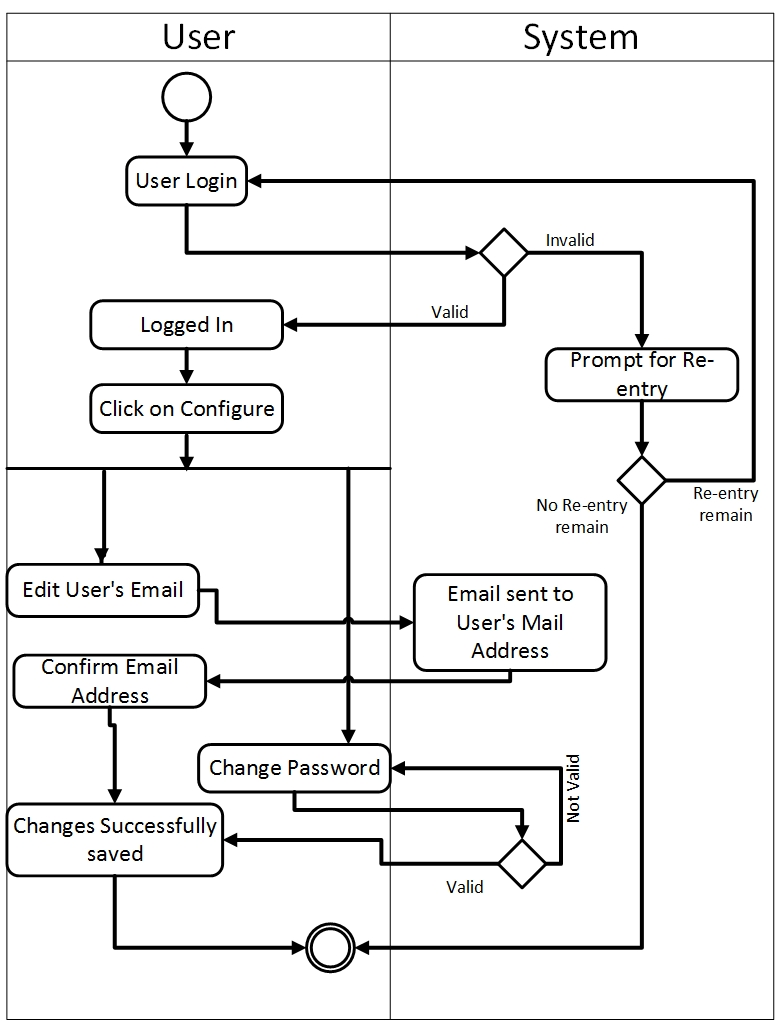 User
System
User Login
Invalid
Valid
Logged In
Prompt for Re-
entry
Click on Configure
No Re-entry
remain
Re-entry
remain
Edit User's Email
Email sent to
User's Mail
Address
Confirm Email
Address
Change Password
Not Valid
Changes Successfully
saved
Valid